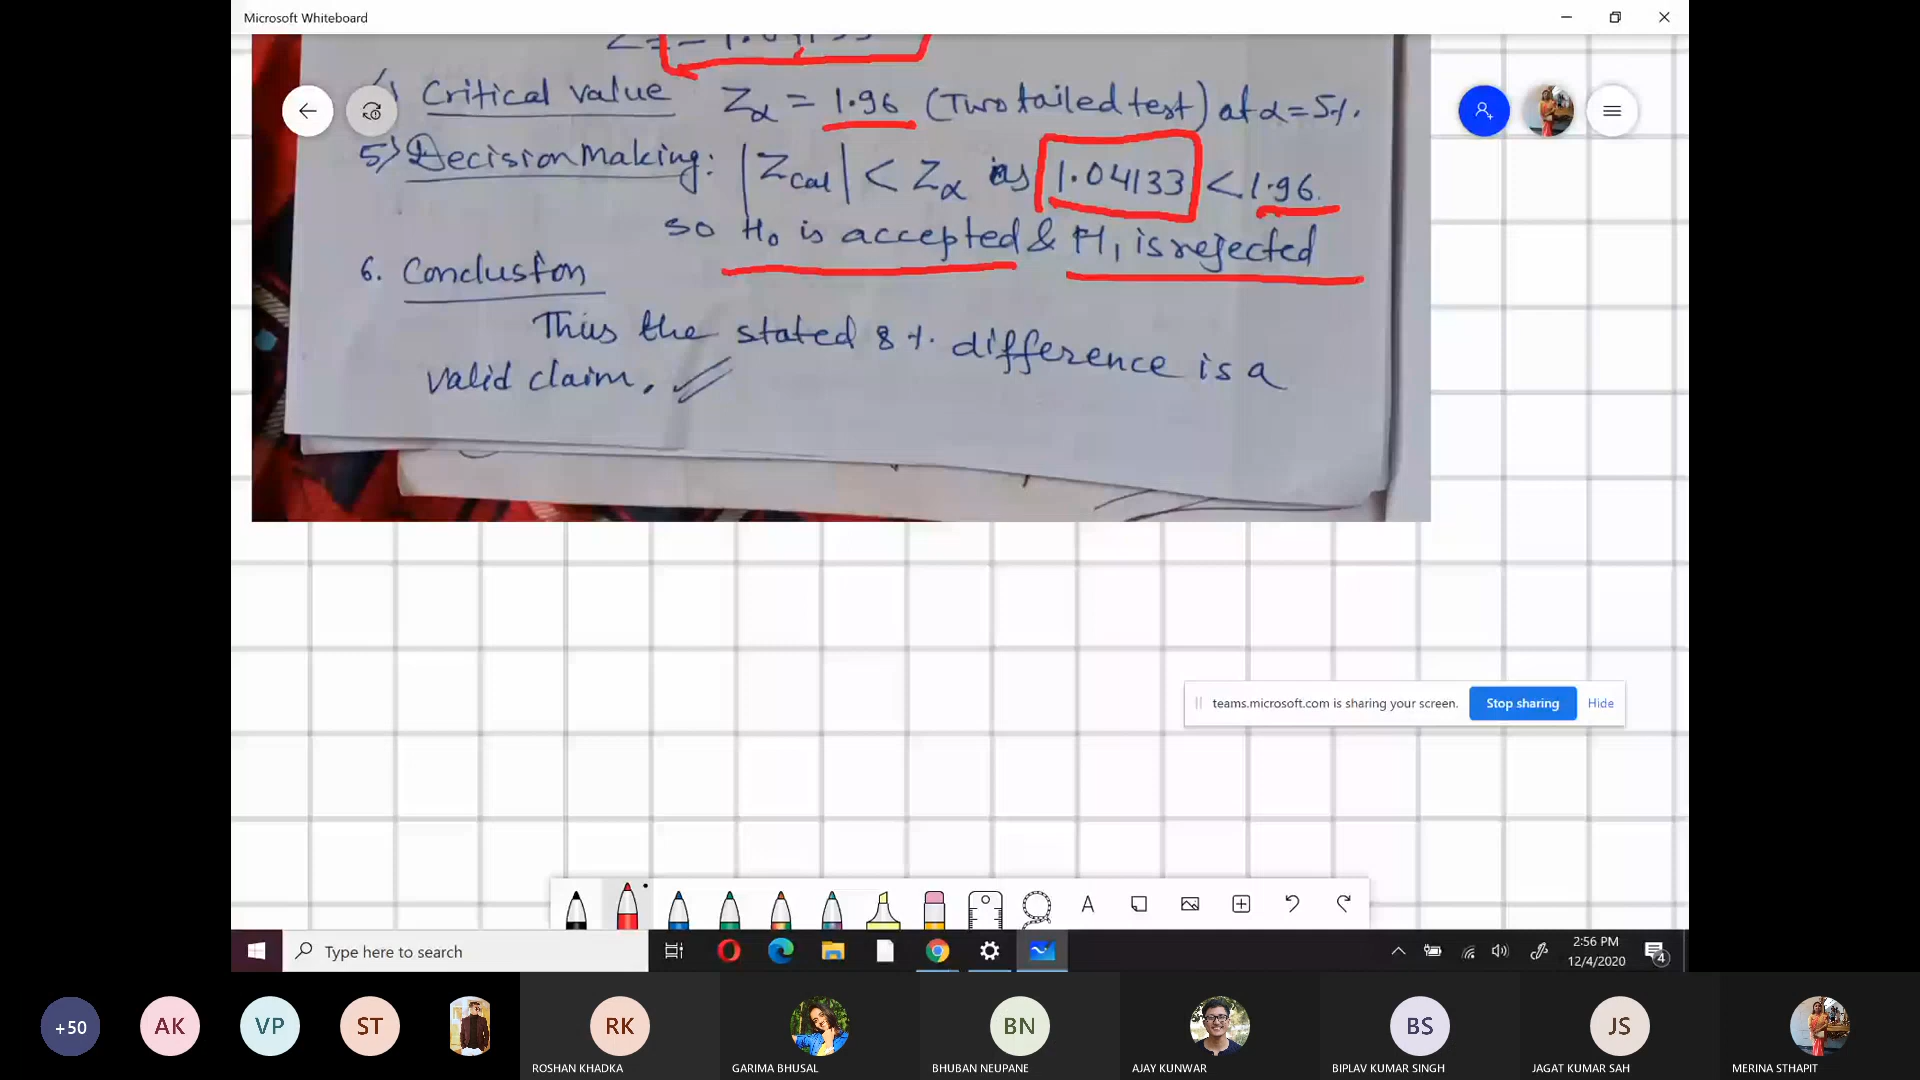 Microsoft Whiteboard
Critical value Zα = 1.96 (Two tailed test) at α = 5%.
5) Decision Making: |Zcal| < Zα as 1.04133 < 1.96.
so H₀ is accepted & H₁ is rejected
6. Conclusion
Thus the stated 8%. difference is a
valid claim.
teams.microsoft.com is sharing your screen.
Stop sharing
Hide
A
Type here to search
2:56 PM
12/4/2020
4
+50
AK
VP
ST
RK
BN
BS
JS
ROSHAN KHADKA
GARIMA BHUSAL
BHUBAN NEUPANE
AJAY KUNWAR
BIPLAV KUMAR SINGH
JAGAT KUMAR SAH
MERINA STHAPIT